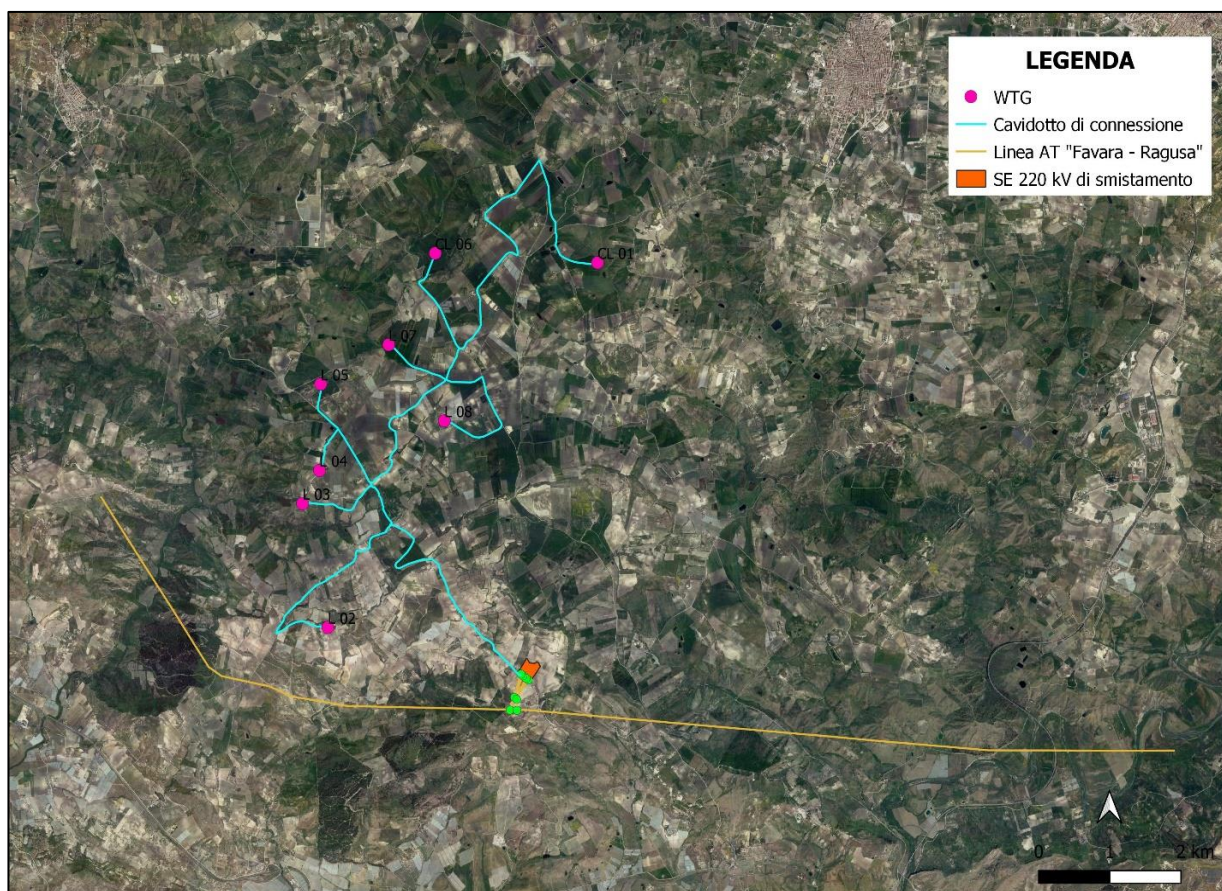 LEGENDA
WTG
Cavidotto di connessione
Linea AT "Favara - Ragusa"
SE 220 kV di smistamento
CL 06
CL 01
L 07
L 05
L 08
L 04
L 03
L 02
0 1 2 km